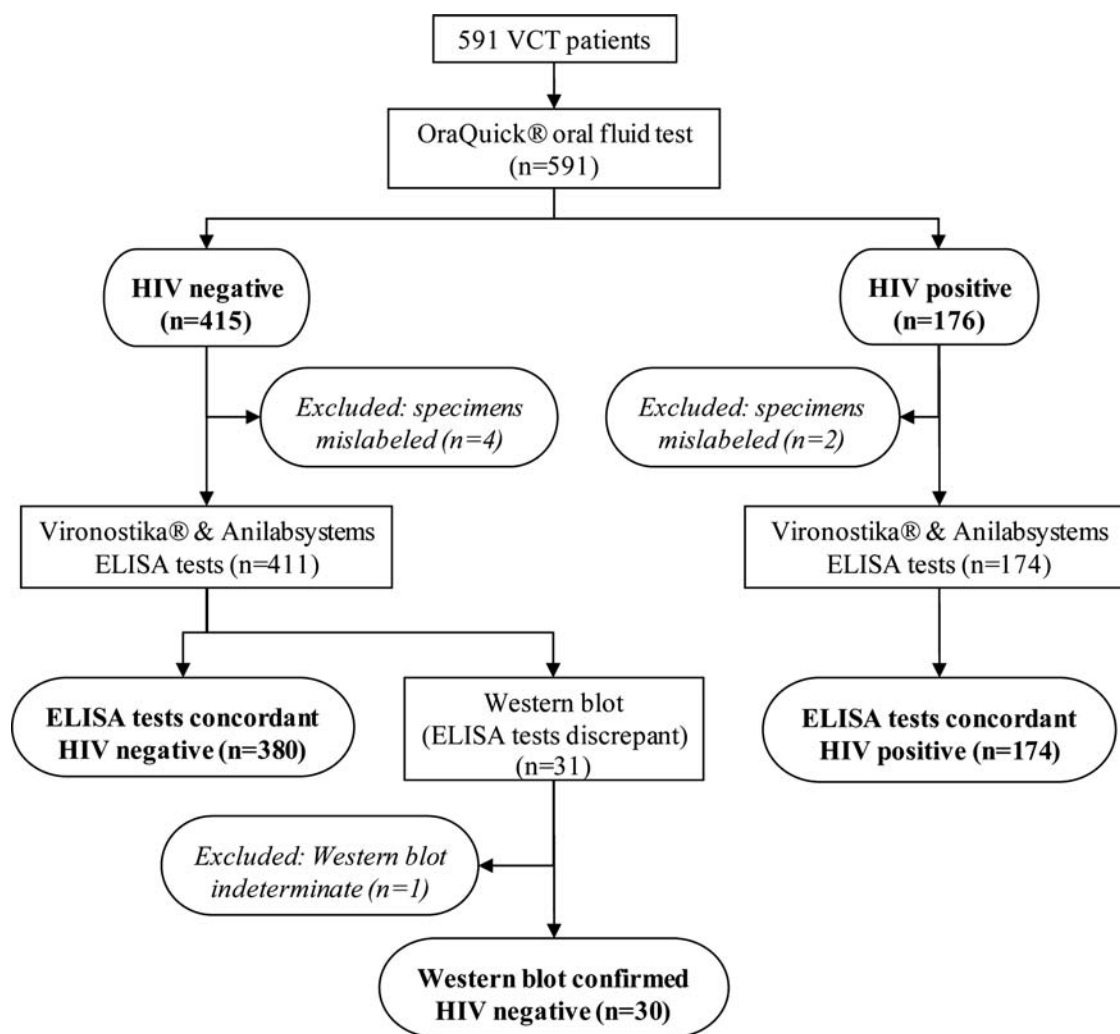 591 VCT patients
OraQuick® oral fluid test
(n=591)
HIV negative
(n=415)
HIV positive
(n=176)
Excluded: specimens
mislabeled (n=4)
Excluded: specimens
mislabeled (n=2)
Vironostika® & Anilabsystems
ELISA tests (n=411)
Vironostika® & Anilabsystems
ELISA tests (n=174)
ELISA tests concordant
HIV negative (n=380)
Western blot
(ELISA tests discrepant)
(n=31)
ELISA tests concordant
HIV positive (n=174)
Excluded: Western blot
indeterminate (n=1)
Western blot confirmed
HIV negative (n=30)